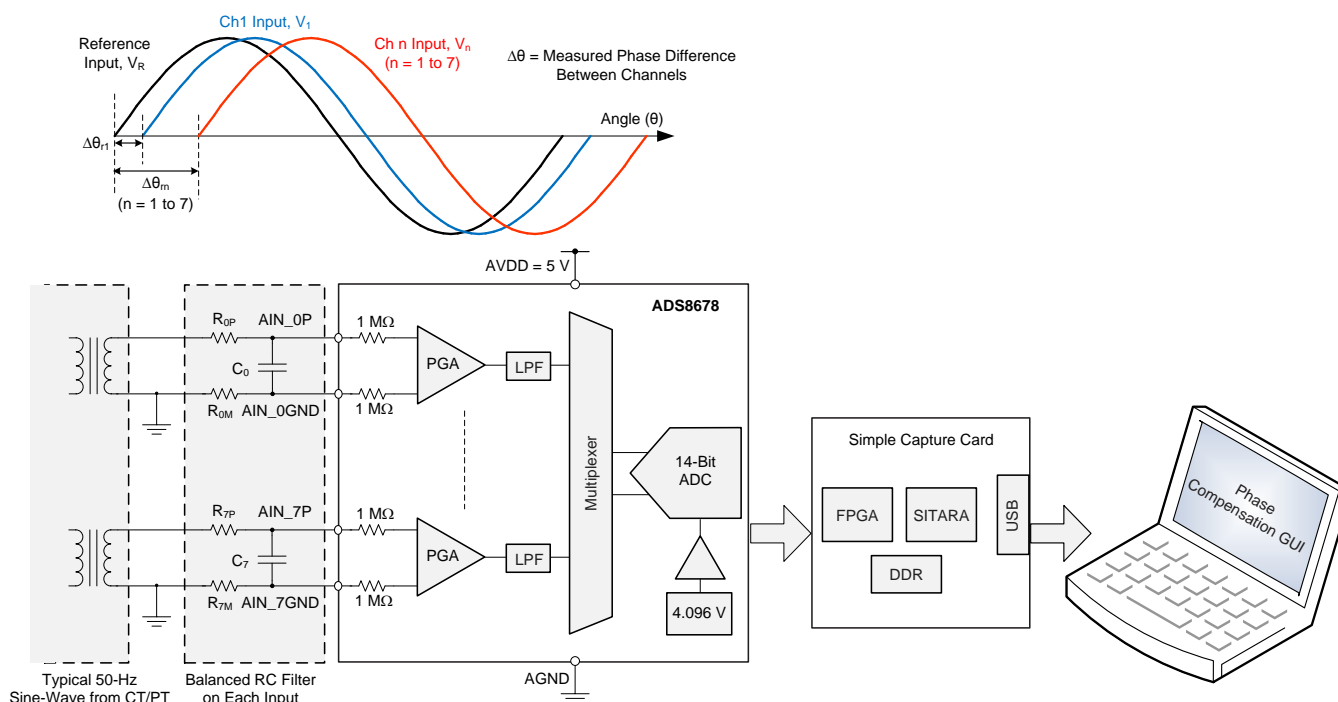 Ch1 Input, V1
Reference
Input, VR
Ch n Input, Vn
(n = 1 to 7)
Δθ = Measured Phase Difference
Between Channels
Angle (θ)
Δθr1
Δθrn
(n = 1 to 7)
AVDD = 5 V
ADS8678
R0P
AIN_0P
1 MΩ
C0
PGA
LPF
R0M
AIN_0GND
1 MΩ
Multiplexer
14-Bit
ADC
R7P
AIN_7P
1 MΩ
C7
PGA
LPF
R7M
AIN_7GND
1 MΩ
4.096 V
AGND
Simple Capture Card
FPGA
SITARA
USB
DDR
Phase
Compensation GUI
Typical 50-Hz
Sine-Wave from CT/PT
Balanced RC Filter
on Each Input